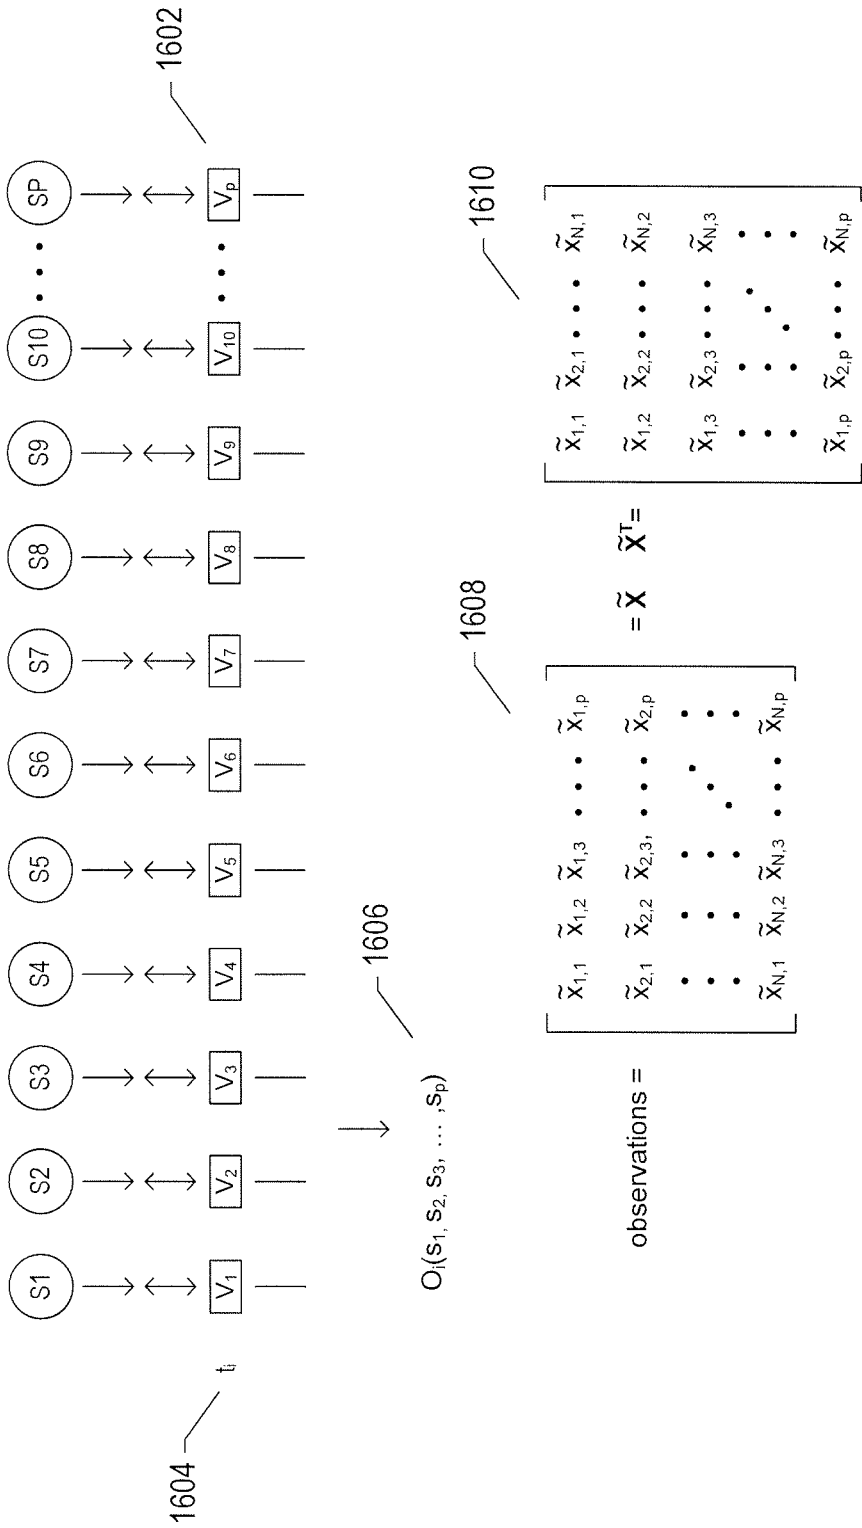 S1 S2 S3 S4 S5 S6 S7 S8 S9 S10 • • • SP
1602
1604
tᵢ V₁ V₂ V₃ V₄ V₅ V₆ V₇ V₈ V₉ V₁₀ • • • Vₚ
1606
Oᵢ(s₁, s₂, s₃, … ,sₚ)
1608
1610
observations =
x̃₁,₁ x̃₁,₂ x̃₁,₃ • • • x̃₁,ₚ
x̃₂,₁ x̃₂,₂ x̃₂,₃, • • • x̃₂,ₚ
x̃N,₁ x̃N,₂ x̃N,₃ • • • x̃N,ₚ
= X̃ X̃ᵀ=
x̃₁,₁ x̃₂,₁ • • • x̃N,₁
x̃₁,₂ x̃₂,₂ • • • x̃N,₂
x̃₁,₃ x̃₂,₃ • • • x̃N,₃
x̃₁,ₚ x̃₂,ₚ • • • x̃N,ₚ